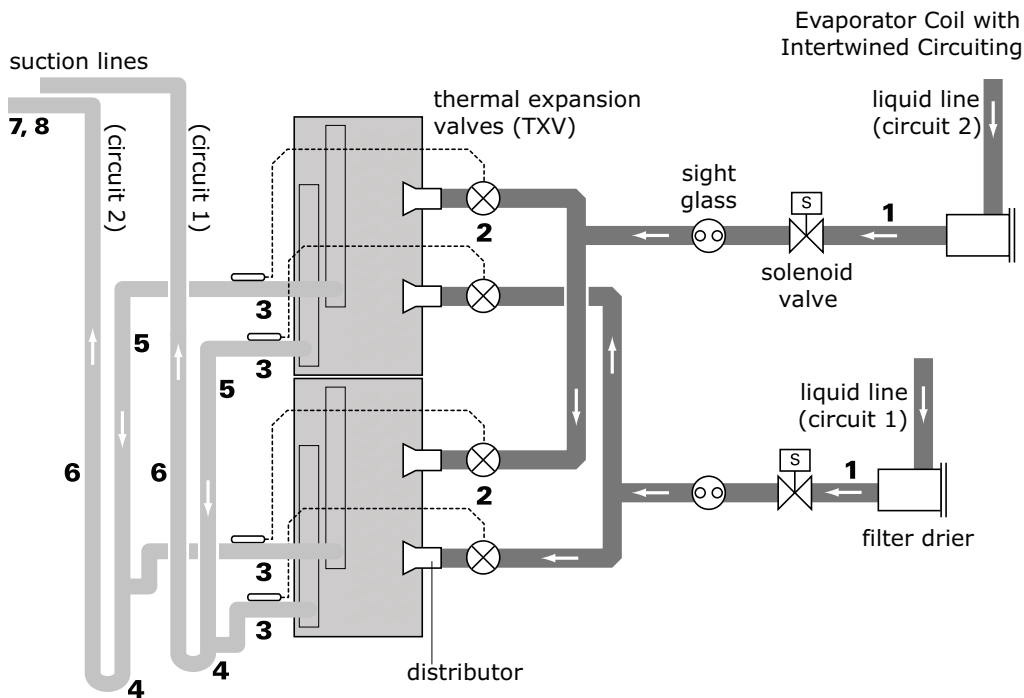 Evaporator Coil with
Intertwined Circuiting
suction lines
7, 8
(circuit 2)
(circuit 1)
thermal expansion
valves (TXV)
liquid line
(circuit 2)
sight
glass
S
1
solenoid
valve
2
3
5
3
5
liquid line
(circuit 1)
6
6
2
S
1
filter drier
3
3
4
4
distributor